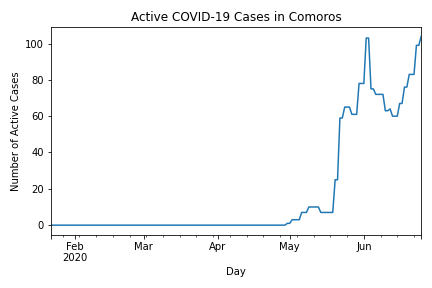 Active COVID-19 Cases in Comoros
100
80
60
40
20
0
Number of Active Cases
Feb Mar Apr May Jun
2020
Day